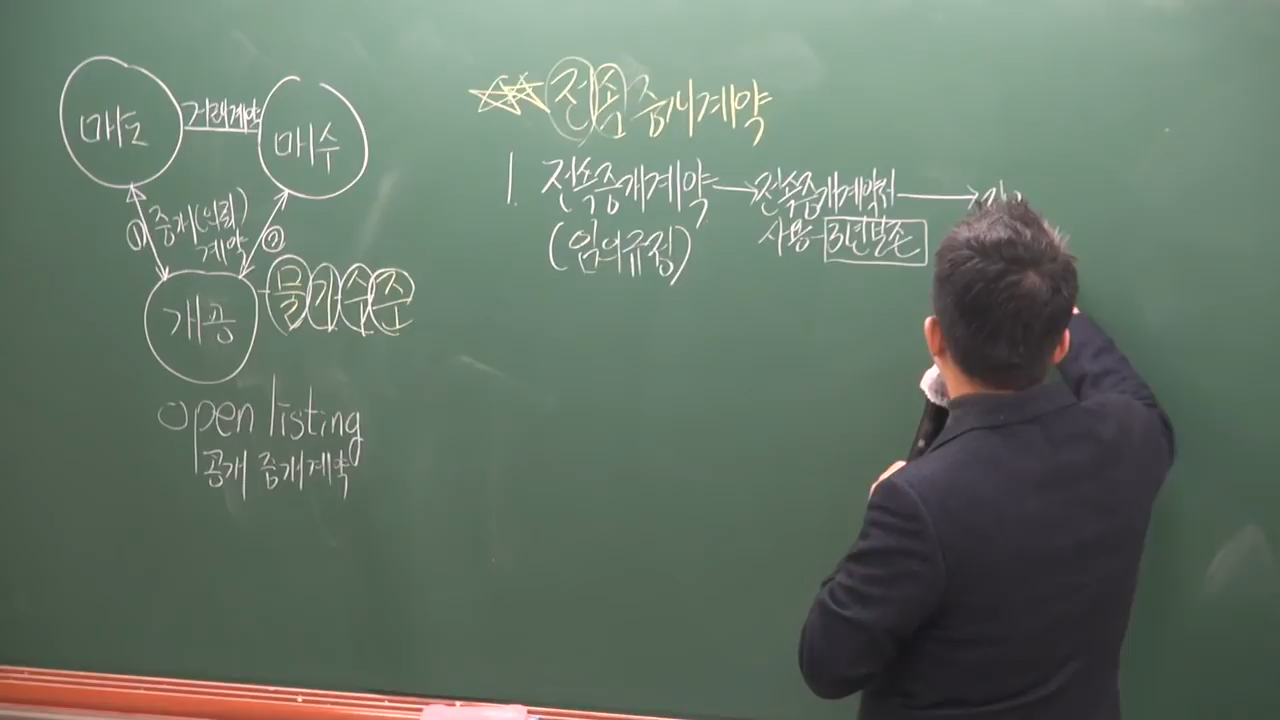 매도 거래계약 매수
① 중개(의뢰)
계약 ②
개공 물가수준
open listing
공개 중개계약
전속중개계약
1. 전속중개계약 → 전속중개계약서 →
(임의규정) 사용-3년보존